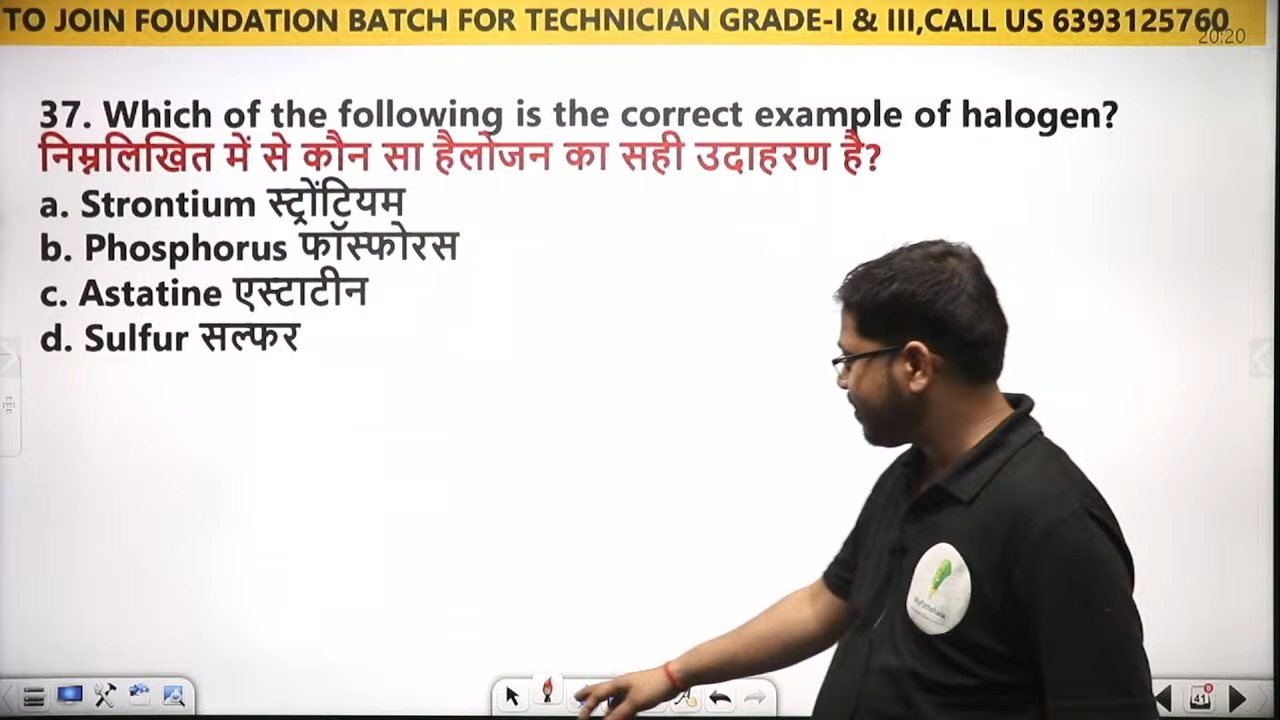 TO JOIN FOUNDATION BATCH FOR TECHNICIAN GRADE-I & III,CALL US 6393125760
20:20
37. Which of the following is the correct example of halogen?
निम्नलिखित में से कौन सा हैलोजन का सही उदाहरण है?
a. Strontium स्ट्रोंटियम
b. Phosphorus फॉस्फोरस
c. Astatine एस्टाटीन
d. Sulfur सल्फर
41